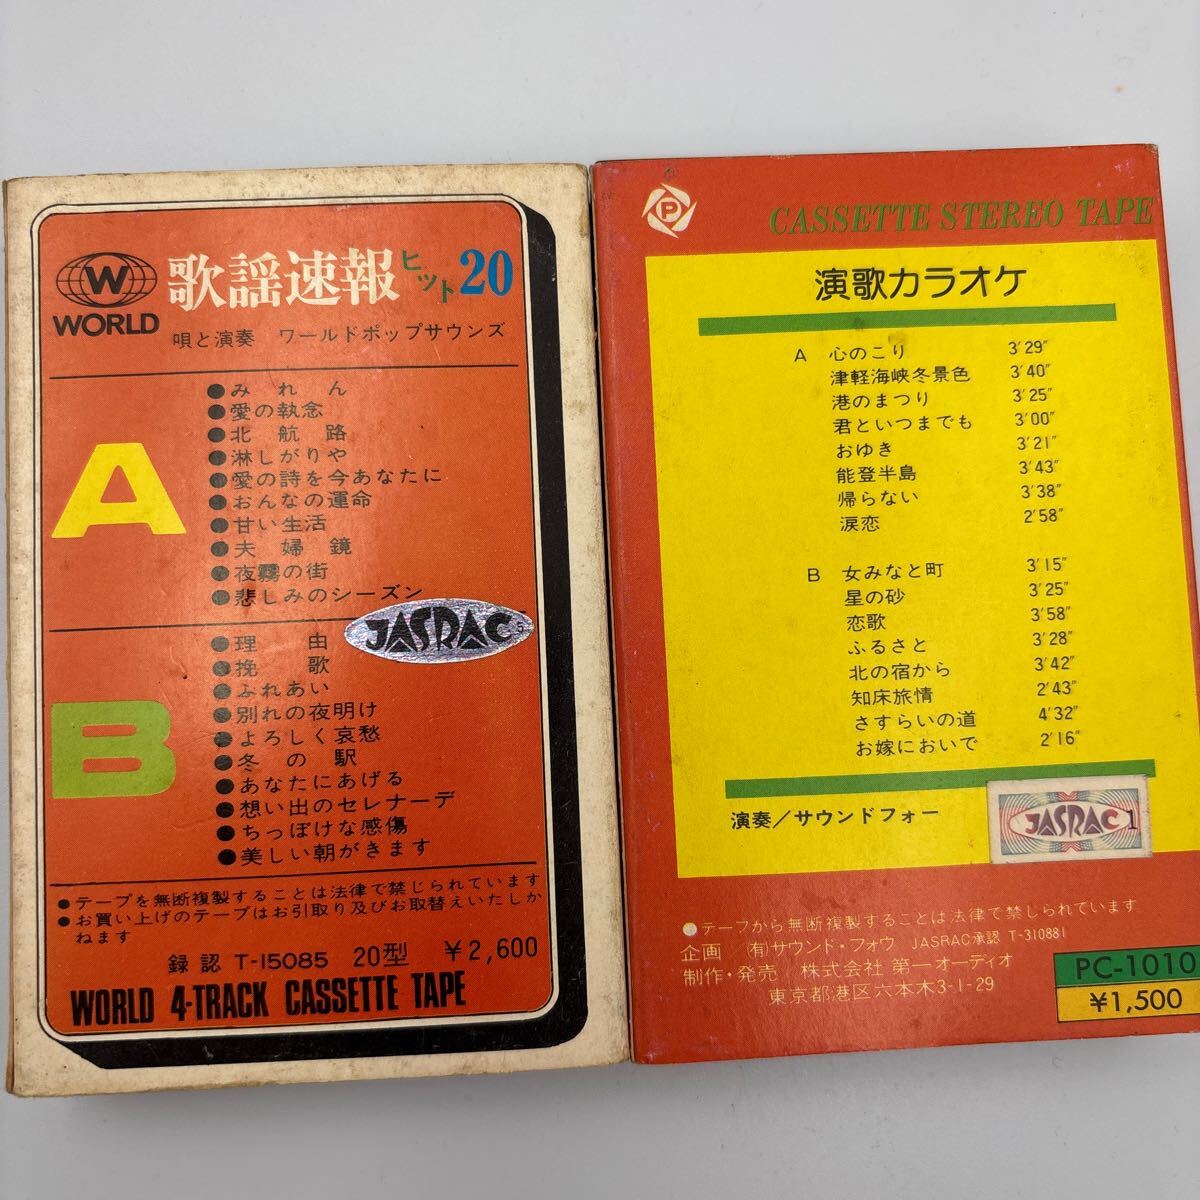 W
WORLD
歌謡速報 ヒット20
唄と演奏 ワールドポップサウンズ
A
●みれん
●愛の執念
●北航路
●淋しがりや
●愛の詩を今あなたに
●おんなの運命
●甘い生活
●夫婦鏡
●夜霧の街
●悲しみのシーズン
JASRAC 5
B
●理由
●挽歌
●ふれあい
●別れの夜明け
●よろしく哀愁
●冬の駅
●あなたにあげる
●想い出のセレナーデ
●ちっぽけな感傷
●美しい朝がきます
●テープを無断複製することは法律で禁じられています
●お買い上げのテープはお引取り及びお取替えいたしか
ねます
録認 T-15085 20型 ¥2,600
WORLD 4-TRACK CASSETTE TAPE
P
CASSETTE STEREO TAPE
演歌カラオケ
A 心のこり 3'29"
津軽海峡冬景色 3'40"
港のまつり 3'25"
君といつまでも 3'00"
おゆき 3'21"
能登半島 3'43"
帰らない 3'38"
涙恋 2'58"
B 女みなと町 3'15"
星の砂 3'25"
恋歌 3'58"
ふるさと 3'28"
北の宿から 3'42"
知床旅情 2'43"
さすらいの道 4'32"
お嫁においで 2'16"
演奏/サウンドフォー
JASRAC 1
●テープから無断複製することは法律で禁じられています
企画 (有)サウンド・フォウ JASRAC承認 T-310881
制作・発売 株式会社 第一オーディオ
東京都港区六本木3-1-29
PC-1010
¥1,500